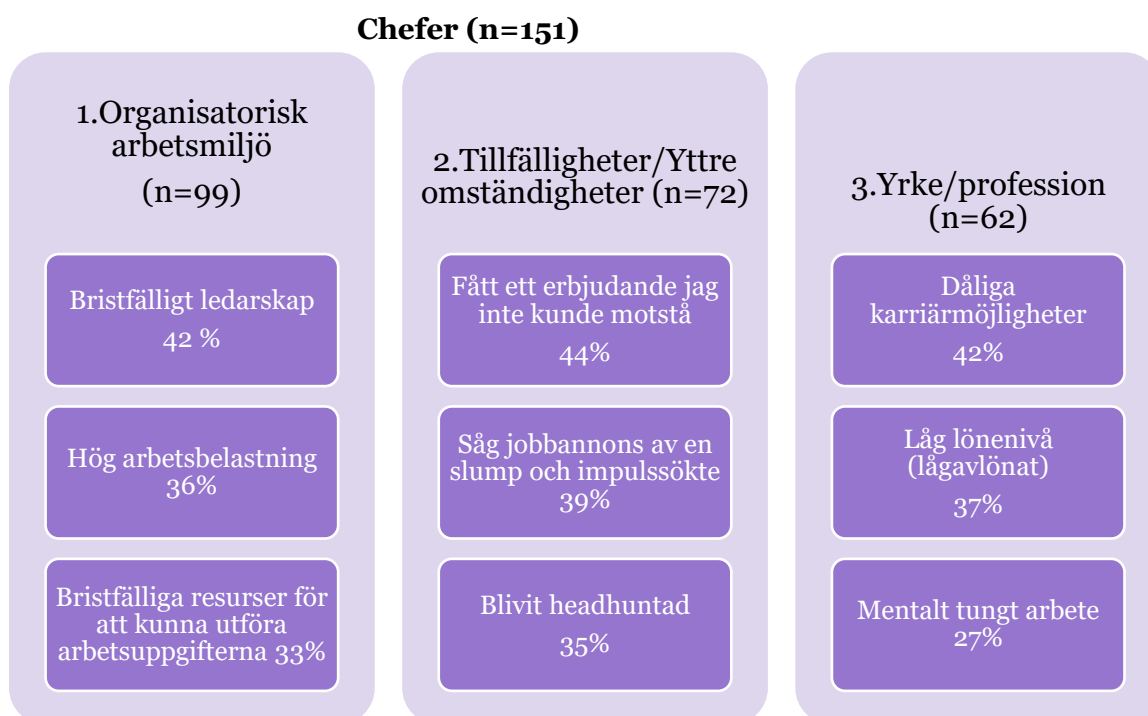 Chefer (n=151)
1.Organisatorisk
arbetsmiljö
(n=99)
Bristfälligt ledarskap
42 %
Hög arbetsbelastning
36%
Bristfälliga resurser för
att kunna utföra
arbetsuppgifterna 33%
2.Tillfälligheter/Yttre
omständigheter (n=72)
Fått ett erbjudande jag
inte kunde motstå
44%
Såg jobbannons av en
slump och impulssökte
39%
Blivit headhuntad
35%
3.Yrke/profession
(n=62)
Dåliga
karriärmöjligheter
42%
Låg lönenivå
(lågavlönat)
37%
Mentalt tungt arbete
27%